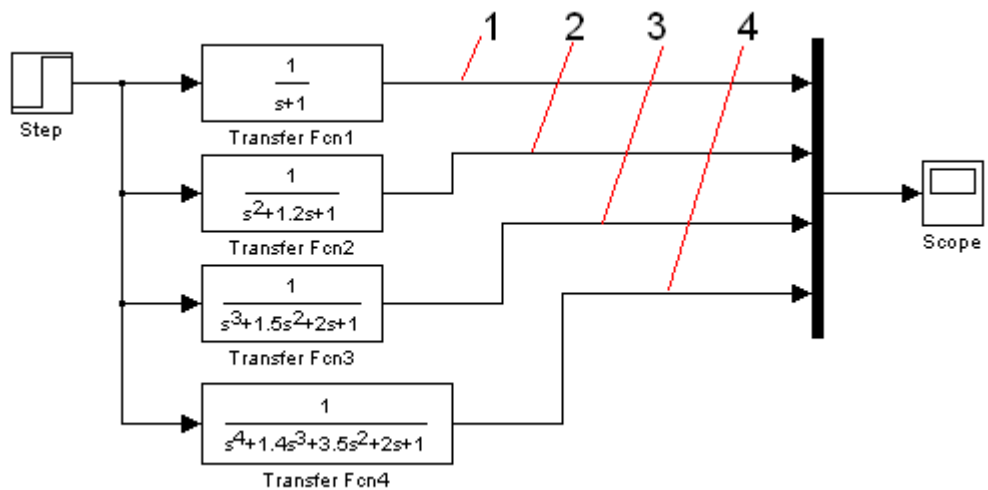 1 2 3 4
Step
1
s+1
Transfer Fcn1
1
s²+1.2s+1
Transfer Fcn2
1
s³+1.5s²+2s+1
Transfer Fcn3
1
s⁴+1.4s³+3.5s²+2s+1
Transfer Fcn4
Scope